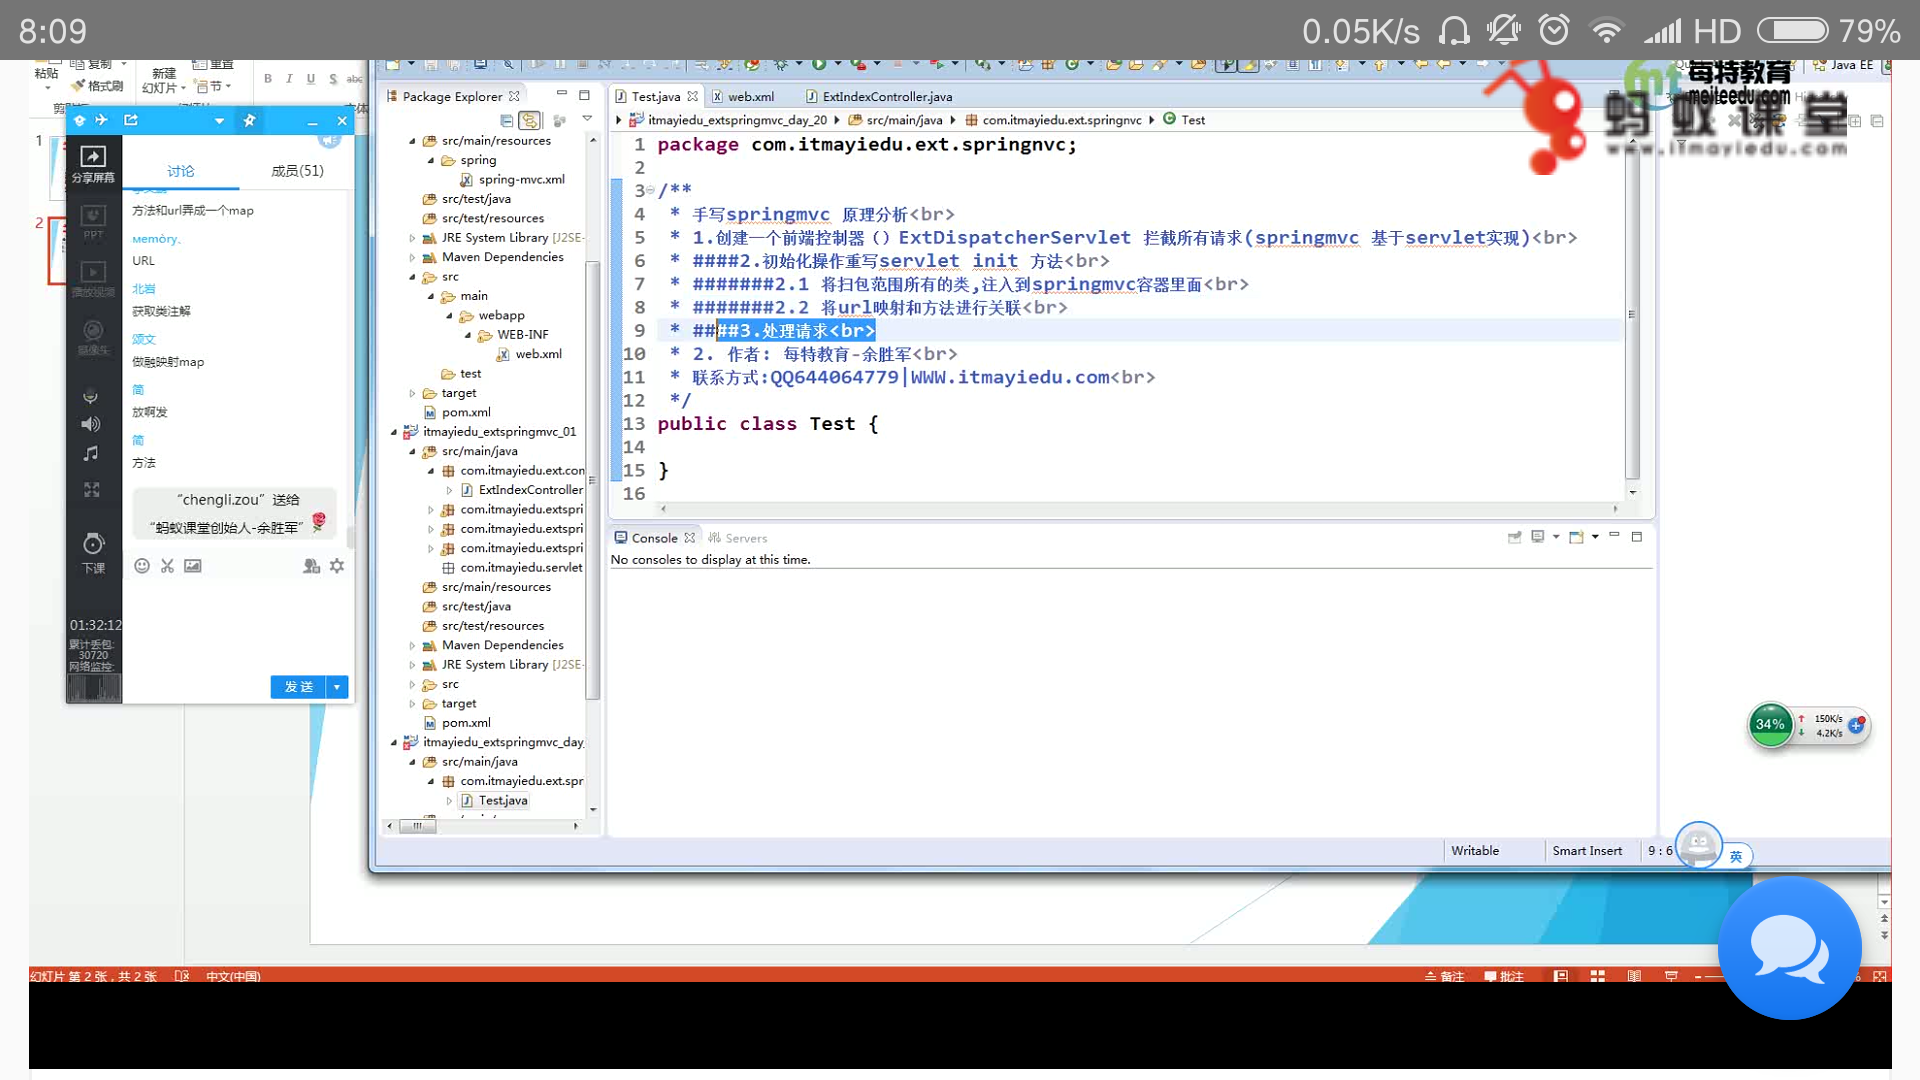 8:09
0.05K/s
HD
79%
粘贴
复制
格式刷
新建
幻灯片
重置
节
B I U S abc
1
2
分享屏幕
PPT
播放视频
摄像头
下课
01:32:12
累计丢包:
30720
网络监控:
讨论
成员(51)
方法和url弄成一个map
мemòry、
URL
北岩
获取类注解
颂文
做融映射map
简
放啊发
简
方法
“chengli.zou”送给
“蚂蚁课堂创始人-余胜军”
发送
Package Explorer
src/main/resources
spring
spring-mvc.xml
src/test/java
src/test/resources
JRE System Library [J2SE-
Maven Dependencies
src
main
webapp
WEB-INF
web.xml
test
target
pom.xml
itmayiedu_extspringmvc_01
src/main/java
com.itmayiedu.ext.con
ExtIndexController
com.itmayiedu.extspri
com.itmayiedu.extspri
com.itmayiedu.extspri
com.itmayiedu.servlet
src/main/resources
src/test/java
src/test/resources
Maven Dependencies
JRE System Library [J2SE-
src
target
pom.xml
itmayiedu_extspringmvc_day_
src/main/java
com.itmayiedu.ext.spr
Test.java
Test.java
web.xml
ExtIndexController.java
Java EE
每特教育
meiteedu.com
蚂蚁课堂
www.itmayiedu.com
itmayiedu_extspringmvc_day_20
src/main/java
com.itmayiedu.ext.springnvc
Test
1 package com.itmayiedu.ext.springnvc;
2
3 /**
4 * 手写springmvc 原理分析<br>
5 * 1.创建一个前端控制器（）ExtDispatcherServlet 拦截所有请求(springmvc 基于servlet实现)<br>
6 * ####2.初始化操作重写servlet init 方法<br>
7 * #######2.1 将扫包范围所有的类,注入到springmvc容器里面<br>
8 * #######2.2 将url映射和方法进行关联<br>
9 * ####3.处理请求<br>
10 * 2. 作者: 每特教育-余胜军<br>
11 * 联系方式:QQ644064779|WWW.itmayiedu.com<br>
12 */
13 public class Test {
14
15 }
16
Console
Servers
No consoles to display at this time.
34%
150K/s
4.2K/s
Writable
Smart Insert
9 : 6
英
幻灯片 第 2 张, 共 2 张
中文(中国)
备注
批注